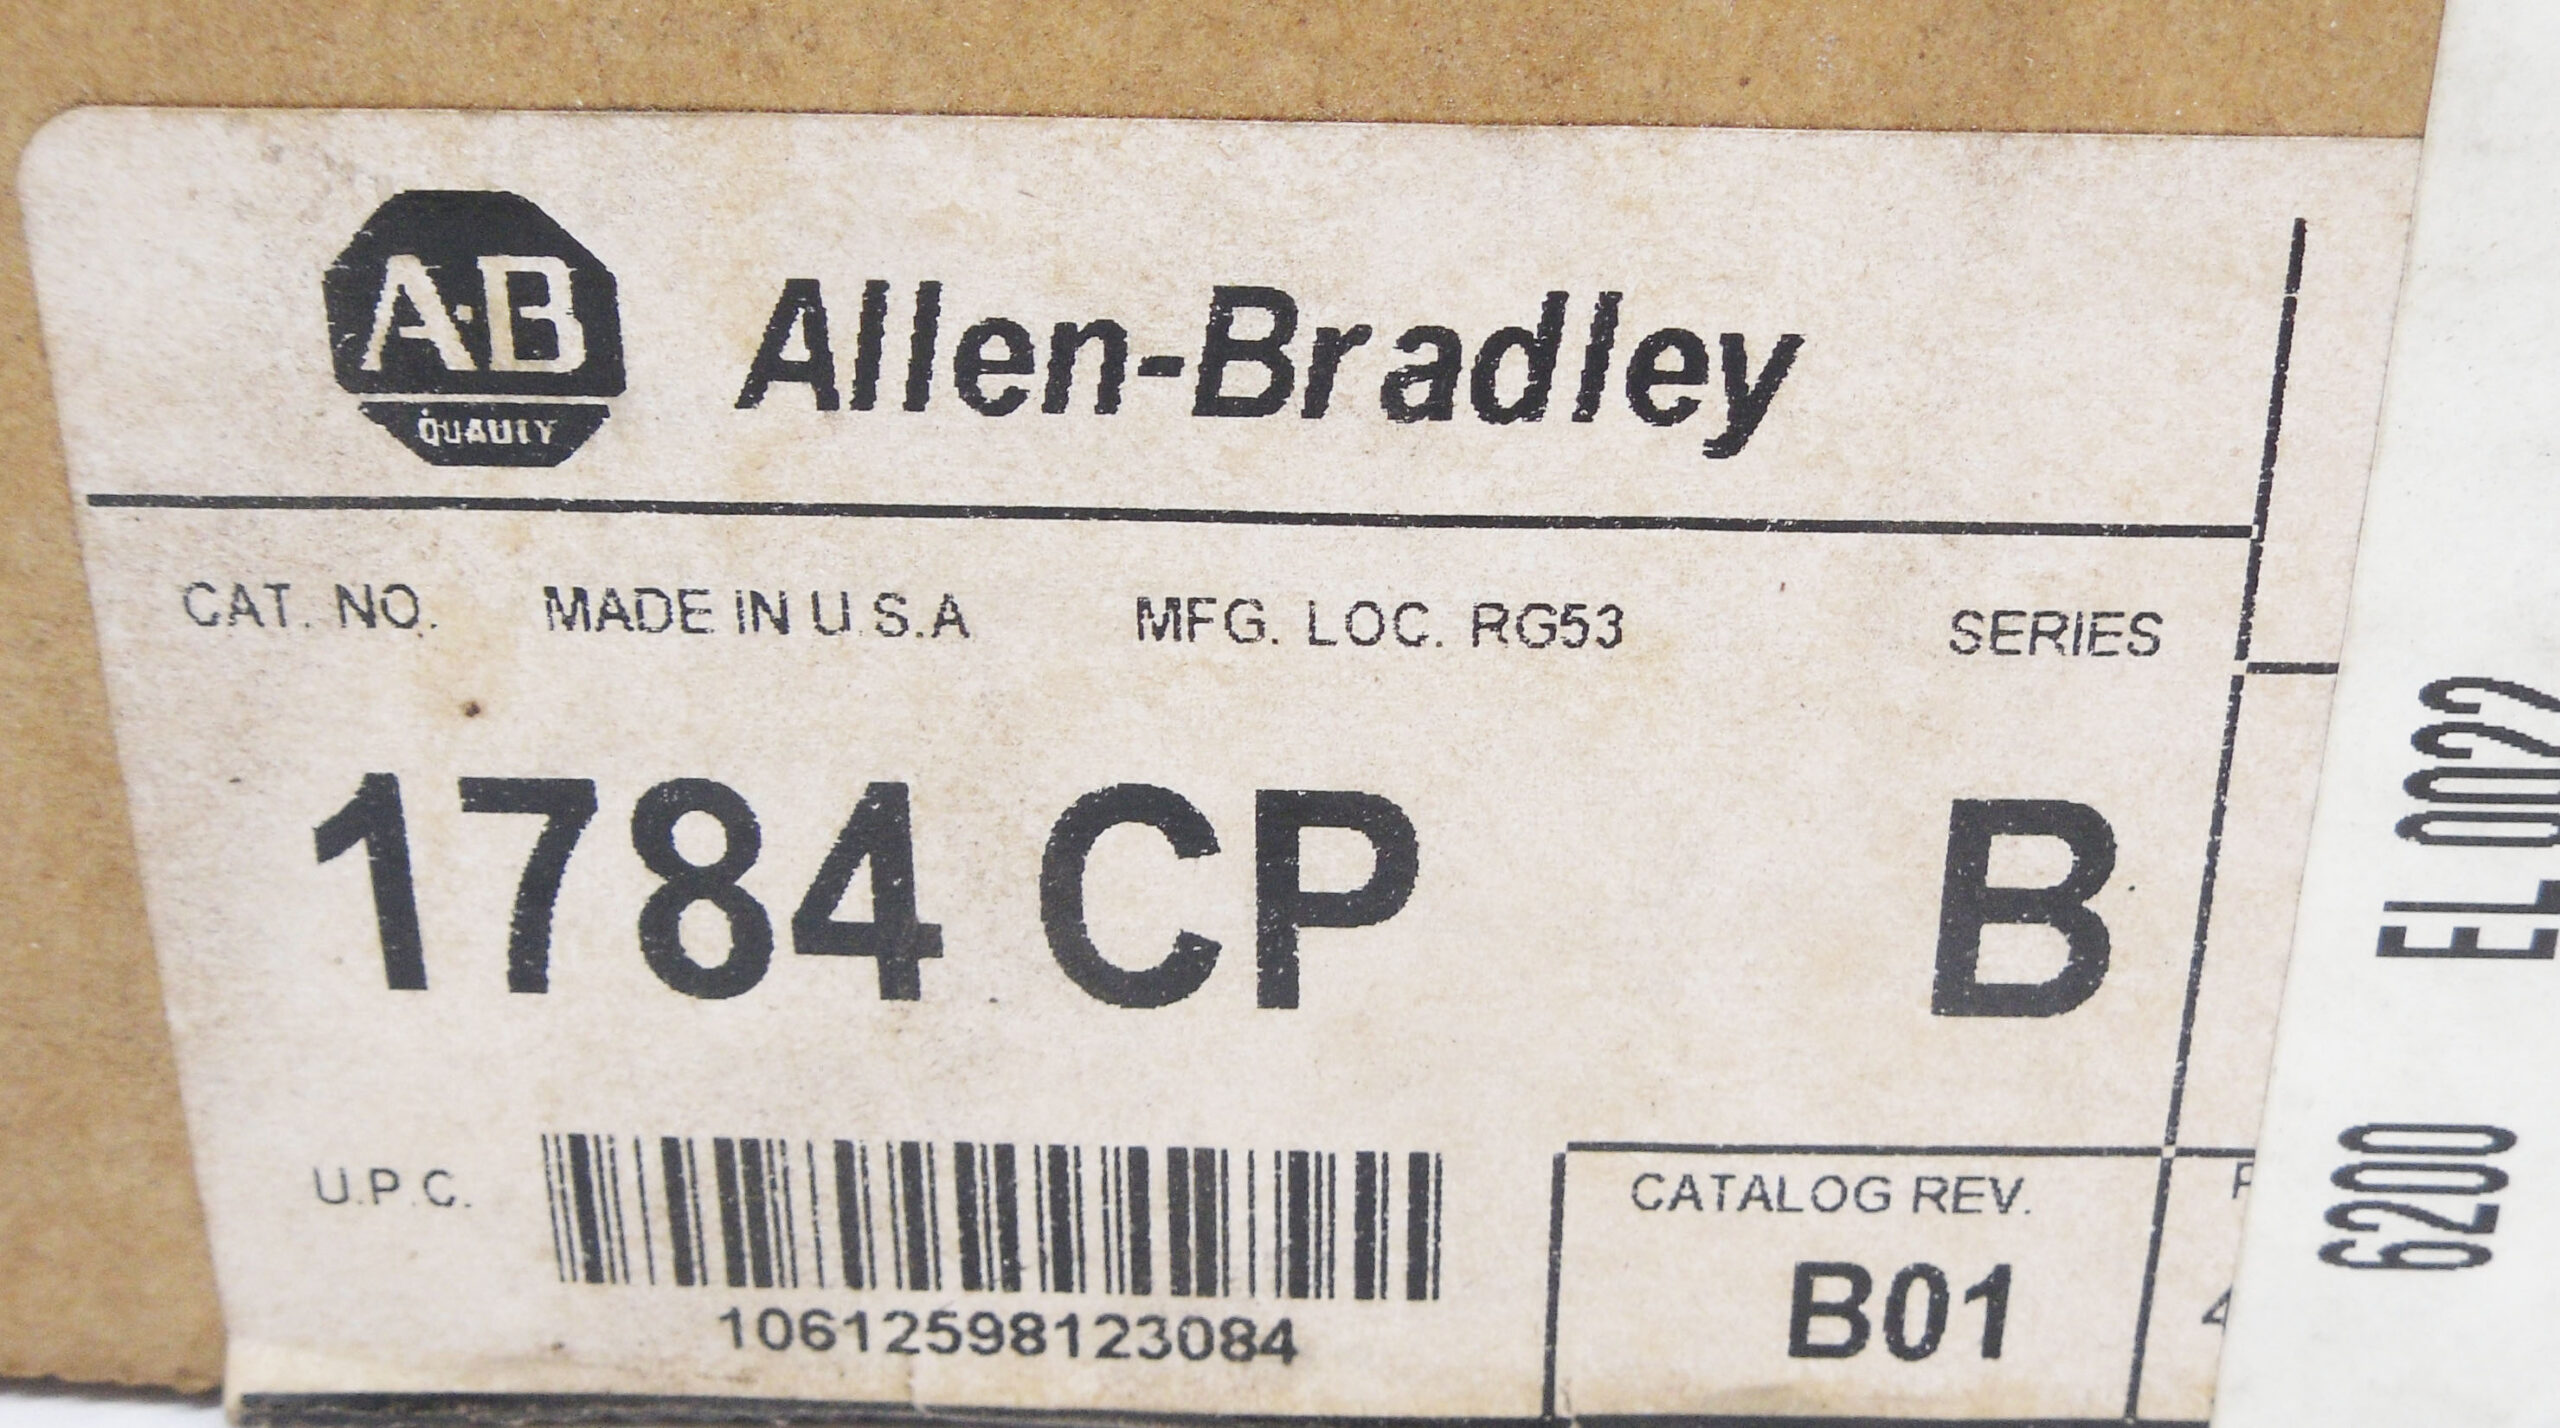 A-B
QUALITY
Allen-Bradley
CAT. NO. MADE IN U.S.A MFG. LOC. RG53 SERIES
1784 CP B
U.P.C.
10612598123084
CATALOG REV.
B01
6200 EL 0022